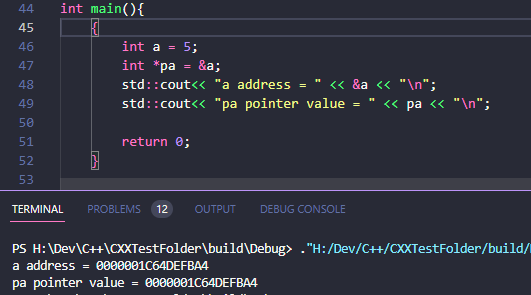 44 int main(){
45 {
46 int a = 5;
47 int *pa = &a;
48 std::cout<< "a address = " << &a << "\n";
49 std::cout<< "pa pointer value = " << pa << "\n";
50
51 return 0;
52 }
53
TERMINAL PROBLEMS 12 OUTPUT DEBUG CONSOLE
PS H:\Dev\C++\CXXTestFolder\build\Debug> ."H:/Dev/C++/CXXTestFolder/build/
a address = 0000001C64DEFBA4
pa pointer value = 0000001C64DEFBA4